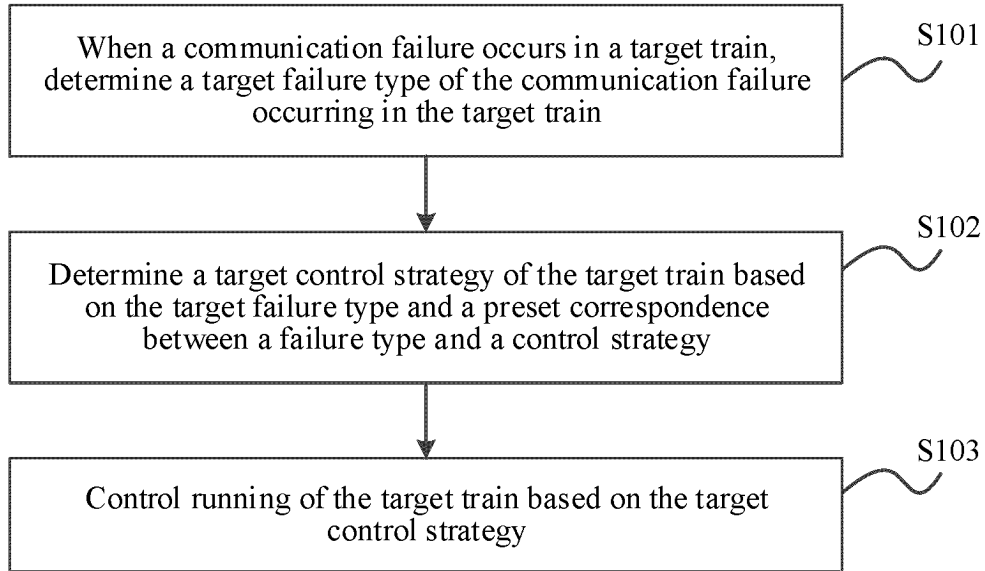 When a communication failure occurs in a target train,
determine a target failure type of the communication failure
occurring in the target train
S101
Determine a target control strategy of the target train based
on the target failure type and a preset correspondence
between a failure type and a control strategy
S102
Control running of the target train based on the target
control strategy
S103